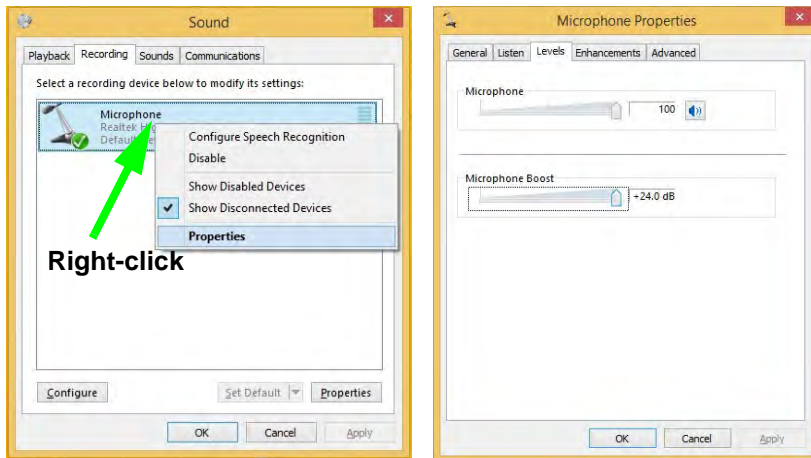 Sound
Playback Recording Sounds Communications
Select a recording device below to modify its settings:
Microphone
Realtek
Default
Configure Speech Recognition
Disable
Show Disabled Devices
Show Disconnected Devices
Properties
Right-click
Configure Set Default Properties
OK Cancel Apply
Microphone Properties
General Listen Levels Enhancements Advanced
Microphone
100
Microphone Boost
+24.0 dB
OK Cancel Apply